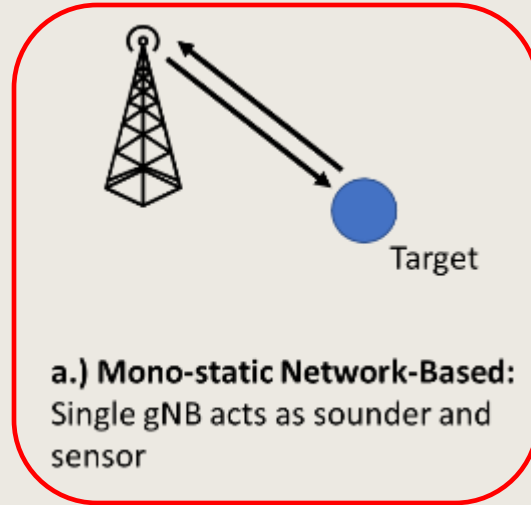 Target
a.) Mono-static Network-Based:
Single gNB acts as sounder and
sensor